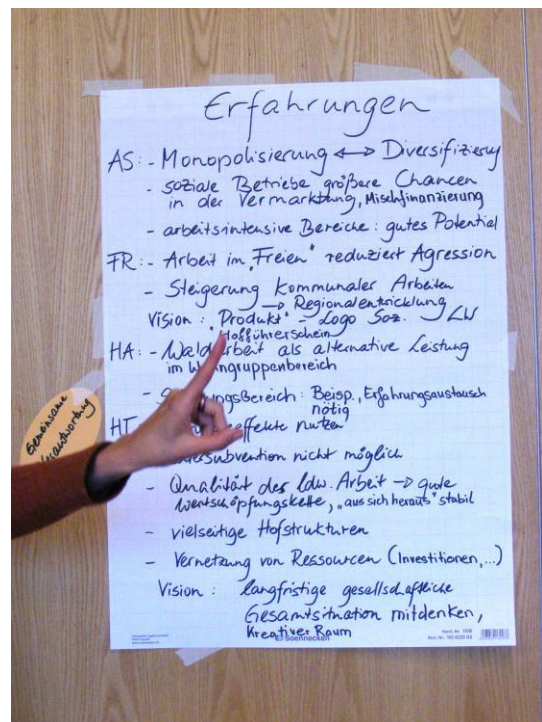 Erfahrungen
AS: - Monopolisierung ↔ Diversifizierung
- soziale Betriebe größere Chancen
in der Vermarktung, Mischfinanzierung
- arbeitsintensive Bereiche: gutes Potential
FR: - Arbeit im "Freien" reduziert Agression
- Steigerung kommunaler Arbeiten
→ Regionalentwicklung
Vision: "Produkt" - Logo Soz. LW
"Hofführerschein
HA: - Waldarbeit als alternative Leistung
im Wohngruppenbereich
- Beisp., Erfahrungsaustausch
nötig
HT effekte nutzen
subvention nicht möglich
- Qualität der ldw. Arbeit → gute
Wertschöpfungskette, "aus sich heraus" stabil
- vielseitige Hofstrukturen
- Vernetzung von Ressourcen (Investitionen,...)
Vision: langfristige gesellschaftliche
Gesamtsituation mitdenken,
Kreativer Raum
Soennecken
Gemeinsame
Verantwortung